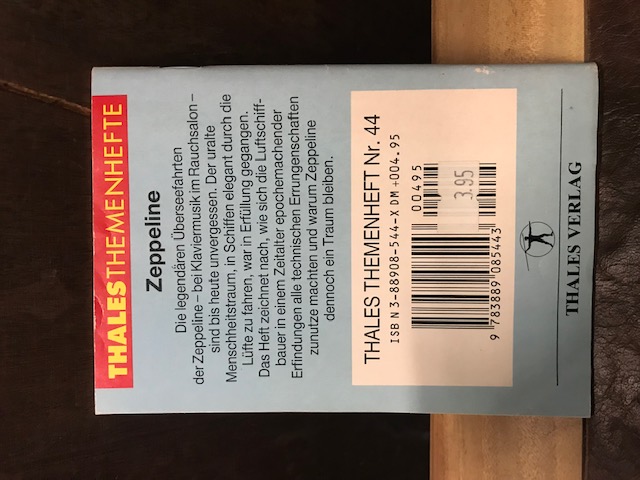 THALESTHEMENHEFTE
Zeppeline
Die legendären Überseefahrten
der Zeppeline – bei Klaviermusik im Rauchsalon –
sind bis heute unvergessen. Der uralte
Menschheitstraum, in Schiffen elegant durch die
Lüfte zu fahren, war in Erfüllung gegangen.
Das Heft zeichnet nach, wie sich die Luftschiff-
bauer in einem Zeitalter epochemachender
Erfindungen alle technischen Errungenschaften
zunutze machten und warum Zeppeline
dennoch ein Traum bleiben.
THALES THEMENHEFT Nr. 44
ISBN 3-88908-544-X DM +004.95
00495
3.95
9 783889 085443
THALES VERLAG